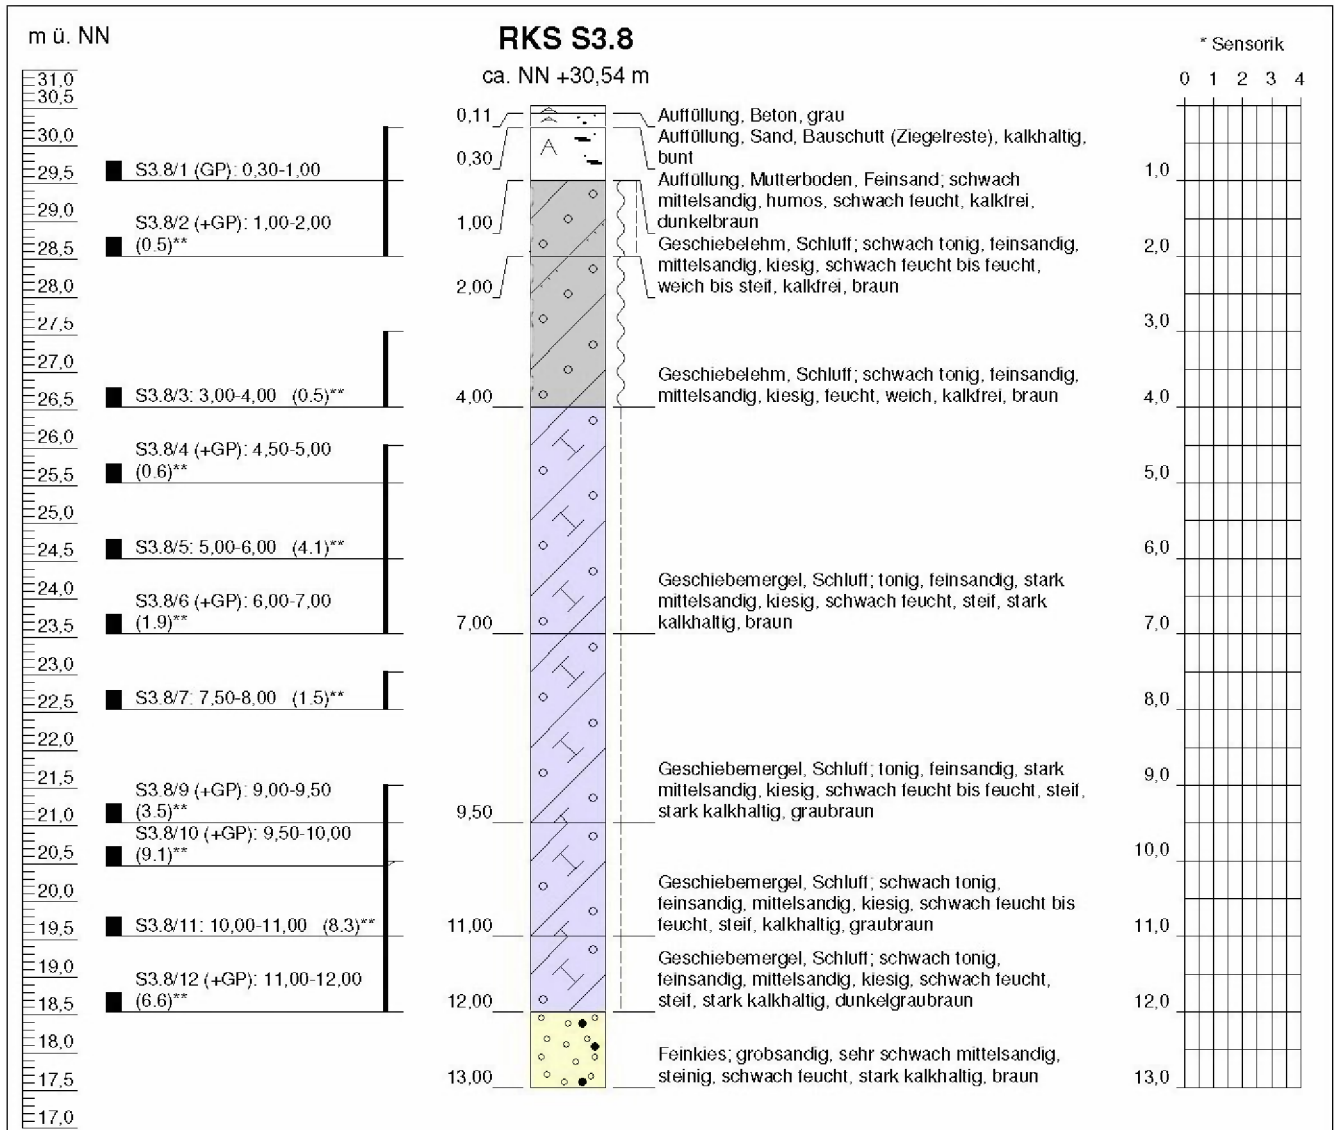 m ü. NN
RKS S3.8
ca. NN +30,54 m
* Sensorik
0 1 2 3 4
31,0
30,5
30,0
29,5
29,0
28,5
28,0
27,5
27,0
26,5
26,0
25,5
25,0
24,5
24,0
23,5
23,0
22,5
22,0
21,5
21,0
20,5
20,0
19,5
19,0
18,5
18,0
17,5
17,0
S3.8/1 (GP): 0,30-1,00
S3.8/2 (+GP): 1,00-2,00
(0.5)**
S3.8/3: 3,00-4,00 (0.5)**
S3.8/4 (+GP): 4,50-5,00
(0.6)**
S3.8/5: 5,00-6,00 (4.1)**
S3.8/6 (+GP): 6,00-7,00
(1.9)**
S3.8/7: 7,50-8,00 (1.5)**
S3.8/9 (+GP): 9,00-9,50
(3.5)**
S3.8/10 (+GP): 9,50-10,00
(9.1)**
S3.8/11: 10,00-11,00 (8.3)**
S3.8/12 (+GP): 11,00-12,00
(6.6)**
0,11
0,30
1,00
2,00
4,00
7,00
9,50
11,00
12,00
13,00
Auffüllung, Beton, grau
Auffüllung, Sand, Bauschutt (Ziegelreste), kalkhaltig,
bunt
Auffüllung, Mutterboden, Feinsand; schwach
mittelsandig, humos, schwach feucht, kalkfrei,
dunkelbraun
Geschiebelehm, Schluff; schwach tonig, feinsandig,
mittelsandig, kiesig, schwach feucht bis feucht,
weich bis steif, kalkfrei, braun
Geschiebelehm, Schluff; schwach tonig, feinsandig,
mittelsandig, kiesig, feucht, weich, kalkfrei, braun
Geschiebemergel, Schluff; tonig, feinsandig, stark
mittelsandig, kiesig, schwach feucht, steif, stark
kalkhaltig, braun
Geschiebemergel, Schluff; tonig, feinsandig, stark
mittelsandig, kiesig, schwach feucht bis feucht, steif,
stark kalkhaltig, graubraun
Geschiebemergel, Schluff; schwach tonig,
feinsandig, mittelsandig, kiesig, schwach feucht bis
feucht, steif, kalkhaltig, graubraun
Geschiebemergel, Schluff; schwach tonig,
feinsandig, mittelsandig, kiesig, schwach feucht,
steif, stark kalkhaltig, dunkelgraubraun
Feinkies; grobsandig, sehr schwach mittelsandig,
steinig, schwach feucht, stark kalkhaltig, braun
1,0
2,0
3,0
4,0
5,0
6,0
7,0
8,0
9,0
10,0
11,0
12,0
13,0